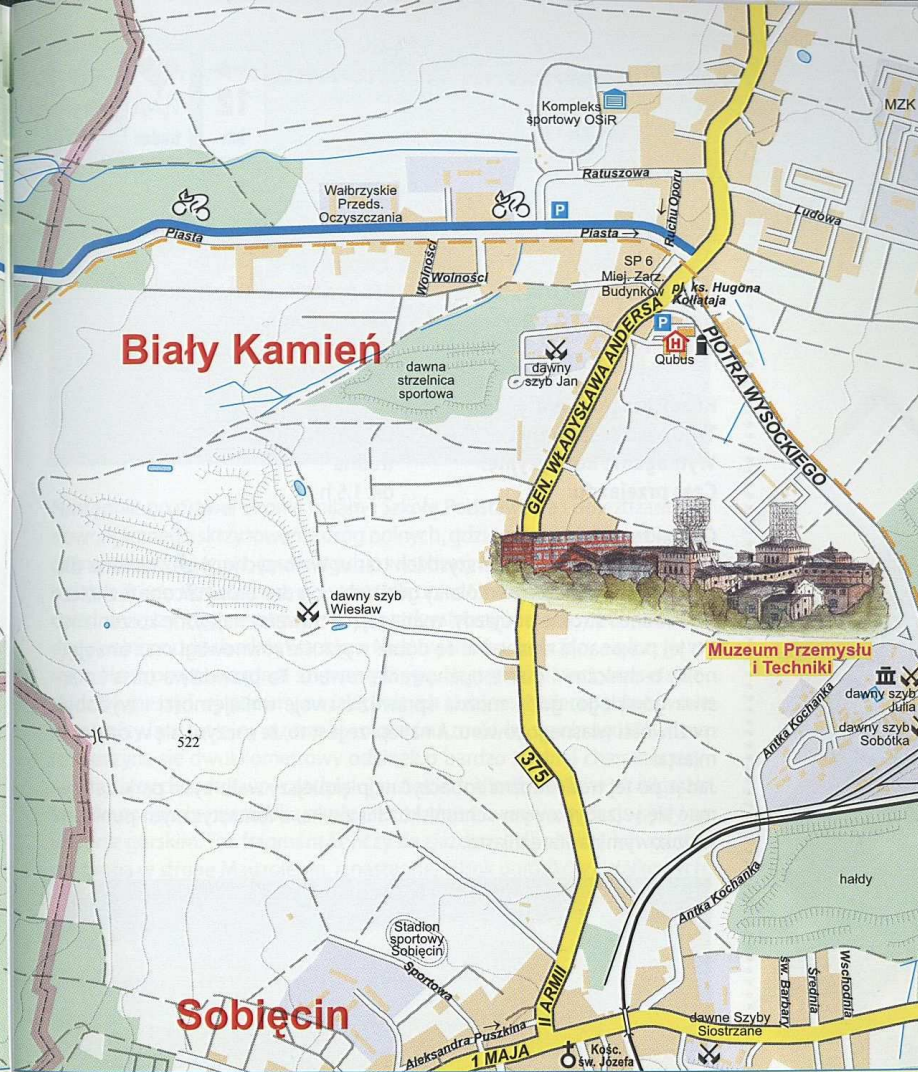 MZK
Kompleks
sportowy OSiR
Ratuszowa
Ruchu Oporu
←
Ludowa
Wałbrzyskie
Przeds.
Oczyszczania
P
Piasta
Piasta →
Wolności
Wolności
SP 6
Miej. Zarz.
Budynków
pl. ks. Hugona
Kołłątaja
P
H
Qubus
Biały Kamień
dawna
strzelnica
sportowa
dawny
szyb Jan
GEN. WŁADYSŁAWA ANDERSA
PIOTRA WYSOCKIEGO
dawny szyb
Wiesław
Muzeum Przemysłu
i Techniki
dawny szyb
Julia
dawny szyb
Sobótka
Antka Kochanka
522
375
hałdy
Antka Kochanka
Stadion
sportowy
Sobięcin
Sportowa
Sobięcin
II ARMII
św. Barbary
Średnia
Wschodnia
dawne Szyby
Siostrzane
Aleksandra Puszkina →
1 MAJA
Kośc.
św. Józefa